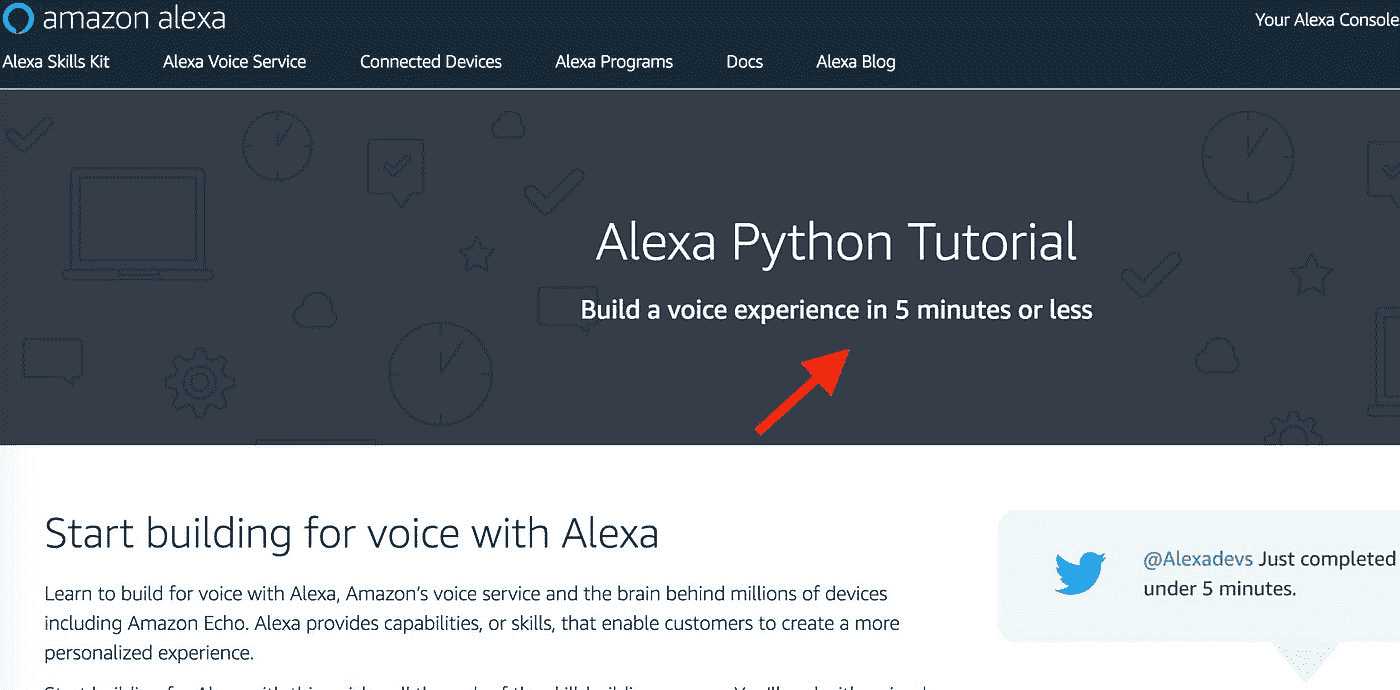 amazon alexa
Your Alexa Console
Alexa Skills Kit Alexa Voice Service Connected Devices Alexa Programs Docs Alexa Blog
Alexa Python Tutorial
Build a voice experience in 5 minutes or less
Start building for voice with Alexa
Learn to build for voice with Alexa, Amazon’s voice service and the brain behind millions of devices
including Amazon Echo. Alexa provides capabilities, or skills, that enable customers to create a more
personalized experience.
@Alexadevs Just completed
under 5 minutes.